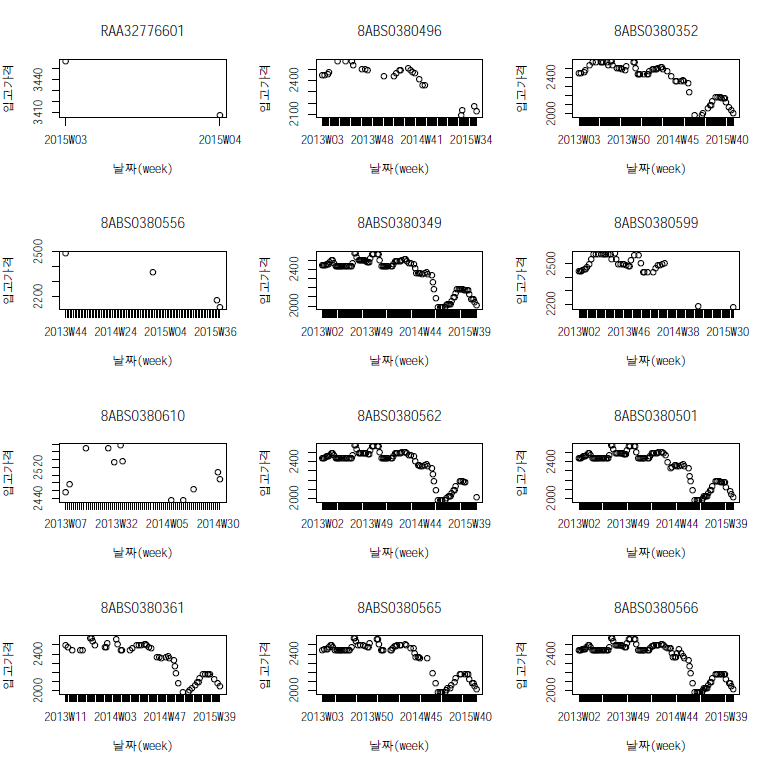 RAA32776601 8ABS0380496 8ABS0380352
입고가격 3410 3440 입고가격 2100 2400 입고가격 2000 2400
2015W03 2015W04 2013W03 2013W48 2014W41 2015W34 2013W03 2013W50 2014W45 2015W40
날짜(week) 날짜(week) 날짜(week)
8ABS0380556 8ABS0380349 8ABS0380599
입고가격 2200 2500 입고가격 2000 2400 입고가격 2200 2500
2013W44 2014W24 2015W04 2015W36 2013W02 2013W49 2014W44 2015W39 2013W02 2013W46 2014W38 2015W30
날짜(week) 날짜(week) 날짜(week)
8ABS0380610 8ABS0380562 8ABS0380501
입고가격 2440 2520 입고가격 2000 2400 입고가격 2000 2400
2013W07 2013W32 2014W05 2014W30 2013W02 2013W49 2014W44 2015W39 2013W02 2013W49 2014W44 2015W39
날짜(week) 날짜(week) 날짜(week)
8ABS0380361 8ABS0380565 8ABS0380566
입고가격 2000 2400 입고가격 2000 2400 입고가격 2000 2400
2013W11 2014W03 2014W47 2015W39 2013W03 2013W50 2014W45 2015W40 2013W02 2013W49 2014W44 2015W39
날짜(week) 날짜(week) 날짜(week)